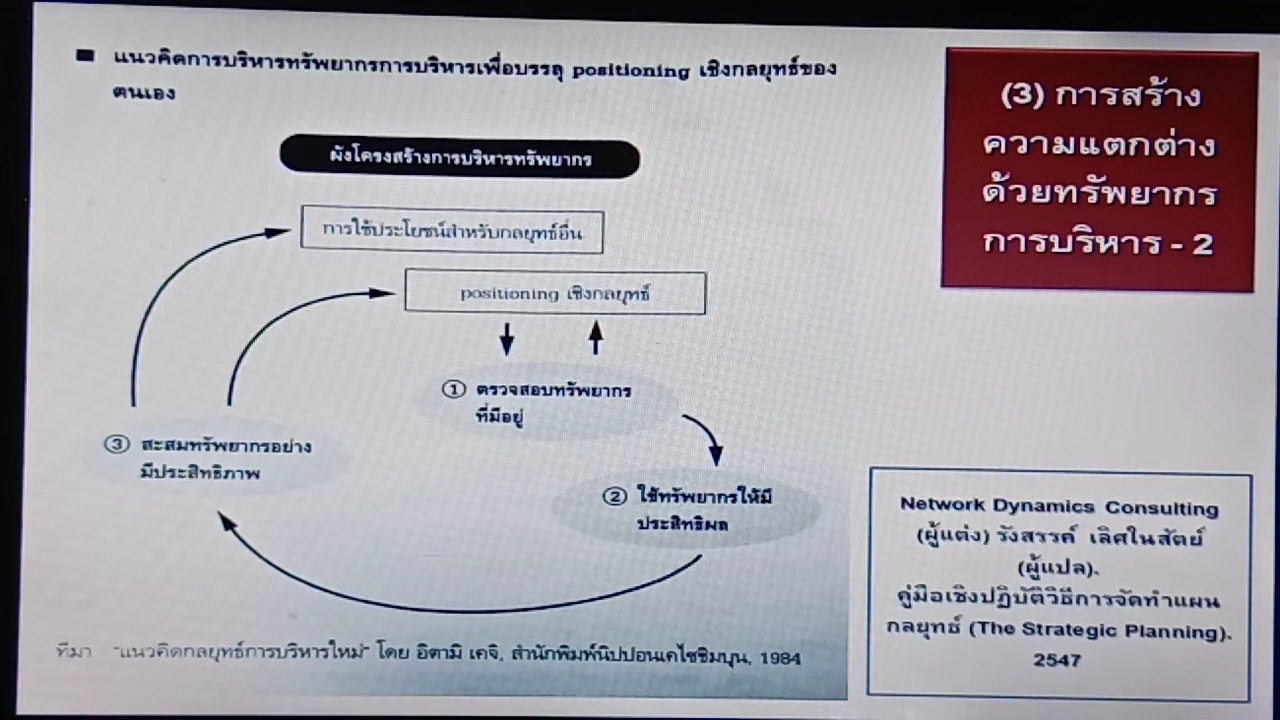 แนวคิดการบริหารทรัพยากรการบริหารเพื่อบรรลุ positioning เชิงกลยุทธ์ของ
ตนเอง
(3) การสร้าง
ความแตกต่าง
ด้วยทรัพยากร
การบริหาร - 2
ผังโครงสร้างการบริหารทรัพยากร
การใช้ประโยชน์สำหรับกลยุทธ์อื่น
positioning เชิงกลยุทธ์
① ตรวจสอบทรัพยากร
ที่มีอยู่
② ใช้ทรัพยากรให้มี
ประสิทธิผล
③ สะสมทรัพยากรอย่าง
มีประสิทธิภาพ
ที่มา "แนวคิดกลยุทธ์การบริหารใหม่" โดย อิตามิ เคจิ, สำนักพิมพ์นิปปอนเคไซชิมบุน, 1984
Network Dynamics Consulting
(ผู้แต่ง) รังสรรค์ เลิศในสัตย์
(ผู้แปล).
คู่มือเชิงปฏิบัติวิธีการจัดทำแผน
กลยุทธ์ (The Strategic Planning).
2547